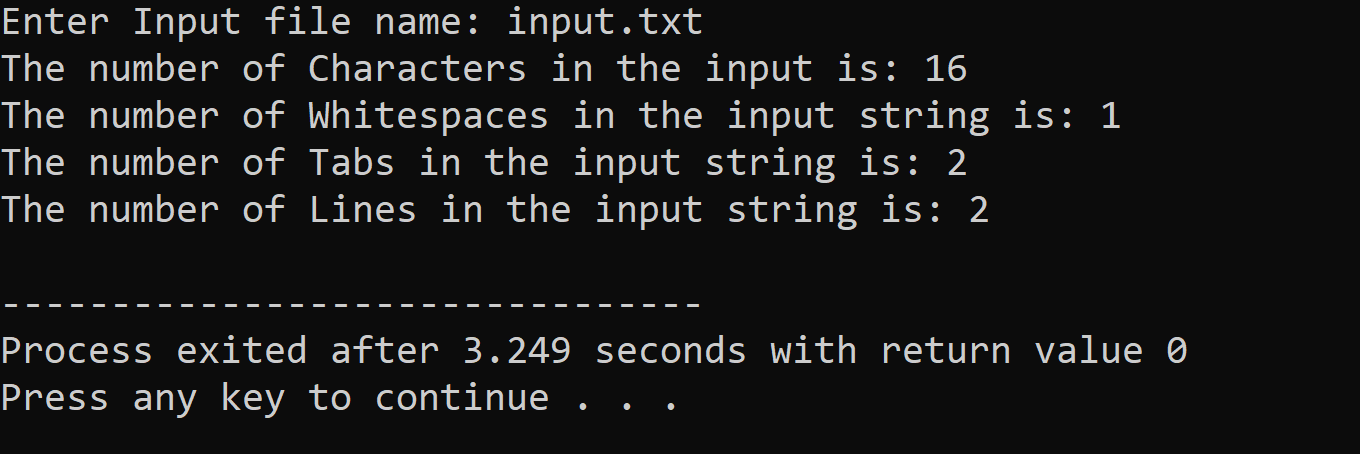 Enter Input file name: input.txt
The number of Characters in the input is: 16
The number of Whitespaces in the input string is: 1
The number of Tabs in the input string is: 2
The number of Lines in the input string is: 2
--------------------------------
Process exited after 3.249 seconds with return value 0
Press any key to continue . . .